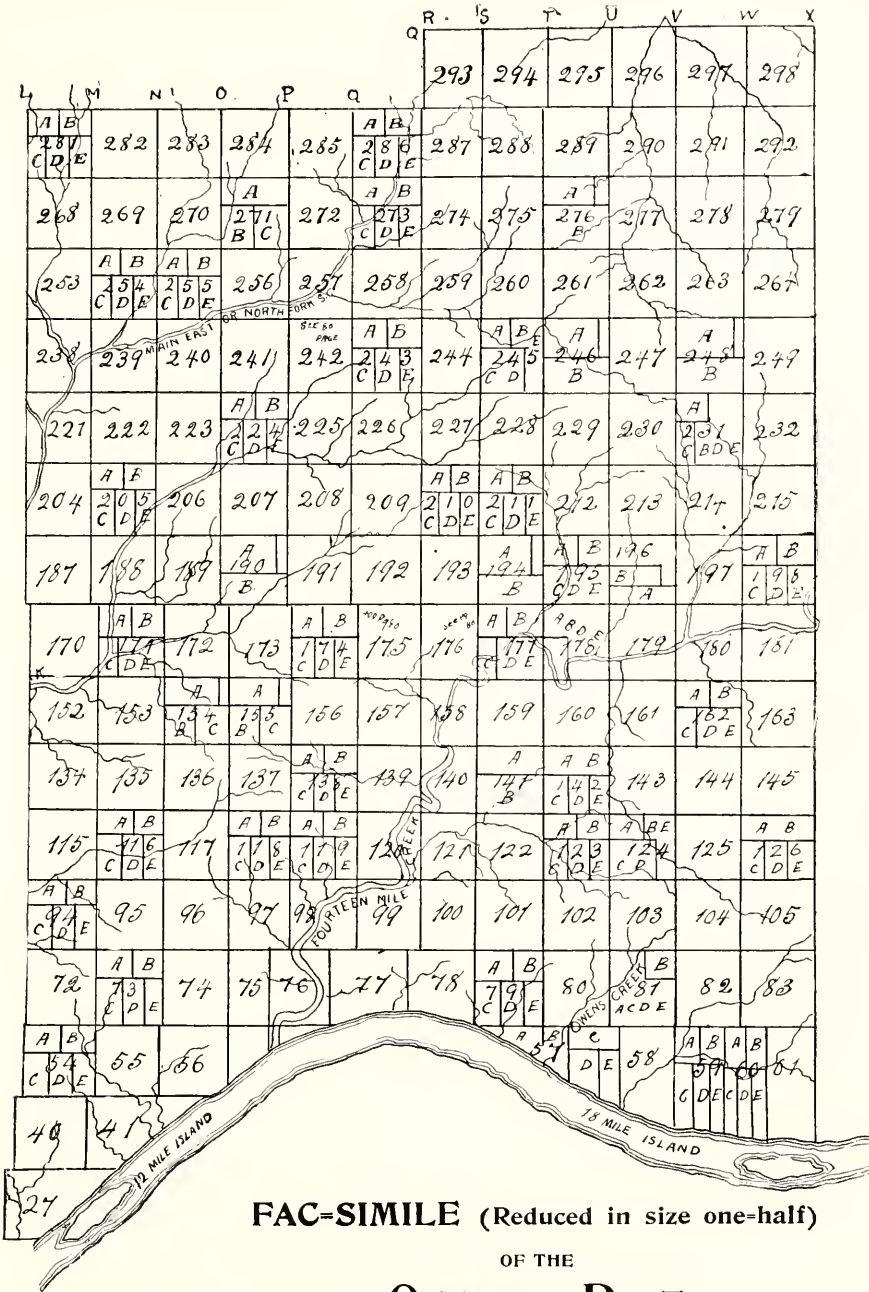 R. S T U V W X
Q
293 294 295 296 297 298
L M N O P Q
A B A B
281 282 283 284 285 286 287 288 289 290 291 292
C D E C D E
A A B A
268 269 270 271 272 273 274 275 276 277 278 279
B C C D E B
A B A B
253 254 255 256 257 258 259 260 261 262 263 264
C D E C D E
MAIN EAST OR NORTH FORK
SEE 80
PAGE
A B A B E A A
238 239 240 241 242 243 244 245 246 247 248 249
C D E C D B B
A B A
221 222 223 224 225 226 227 228 229 230 231 232
C D E C B D E
A B A B A B
204 205 206 207 208 209 210 211 212 213 214 215
C D E C D E C D E
A A A B A B
187 188 189 190 191 192 193 194 195 196 197 198
B B C D E B A C D E
A B A B A B A B D E
170 171 172 173 174 175 176 177 178 179 180 181
C D E C D E C D E
K
A A A B
152 153 154 155 156 157 158 159 160 161 162 163
B C B C C D E
A B A A B
134 135 136 137 138 139 140 141 142 143 144 145
C D E B C D E
A B A B A B A B A B E A B
115 116 117 118 119 120 121 122 123 124 125 126
C D E C D E C D E C D E C D C D E
A B
94 95 96 97 98 99 100 101 102 103 104 105
C D E
FOURTEEN MILE CREEK
A B A B B
72 73 74 75 76 77 78 79 80 81 82 83
C D E C D E A C D E
OWENS CREEK
A B A B C A B A B
54 55 56 57 58 59 60 61
C D E D E C D E C D E
40 41
27
12 MILE ISLAND
18 MILE ISLAND
FAC=SIMILE (Reduced in size one=half)
OF THE